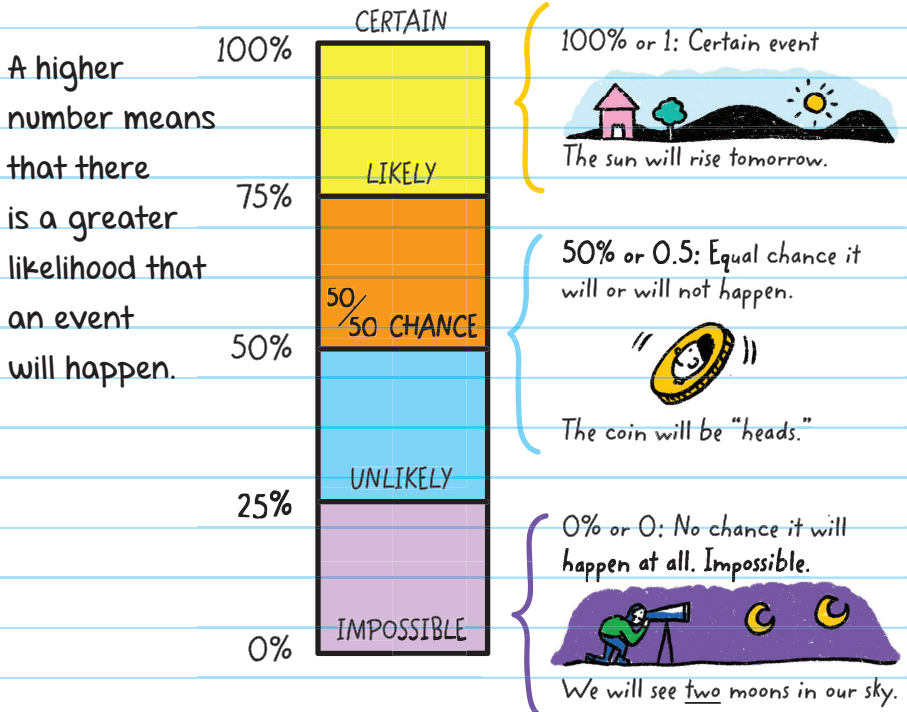 A higher
number means
that there
is a greater
likelihood that
an event
will happen.
CERTAIN
100%
LIKELY
75%
50/50 CHANCE
50%
UNLIKELY
25%
IMPOSSIBLE
0%
100% or 1: Certain event
The sun will rise tomorrow.
50% or 0.5: Equal chance it
will or will not happen.
The coin will be “heads.”
0% or 0: No chance it will
happen at all. Impossible.
We will see two moons in our sky.